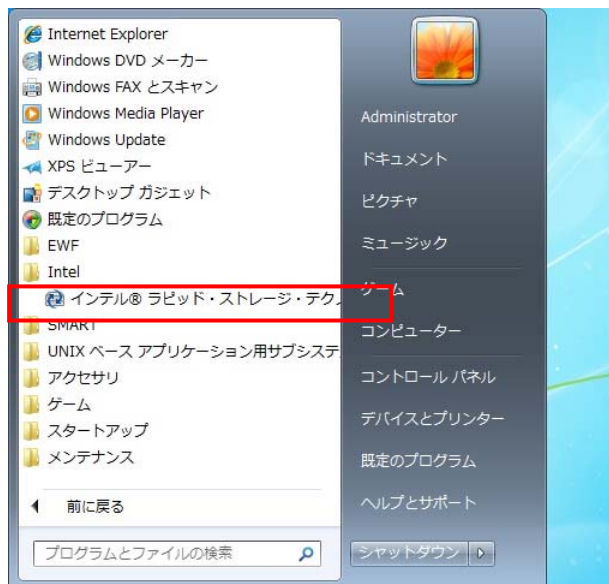 Internet Explorer
Windows DVD メーカー
Windows FAX とスキャン
Windows Media Player
Windows Update
XPS ビューアー
デスクトップ ガジェット
既定のプログラム
EWF
Intel
インテル® ラピッド・ストレージ・テク
SMART
UNIX ベース アプリケーション用サブシステ
アクセサリ
ゲーム
スタートアップ
メンテナンス
前に戻る
プログラムとファイルの検索
Administrator
ドキュメント
ピクチャ
ミュージック
ゲーム
コンピューター
コントロール パネル
デバイスとプリンター
既定のプログラム
ヘルプとサポート
シャットダウン